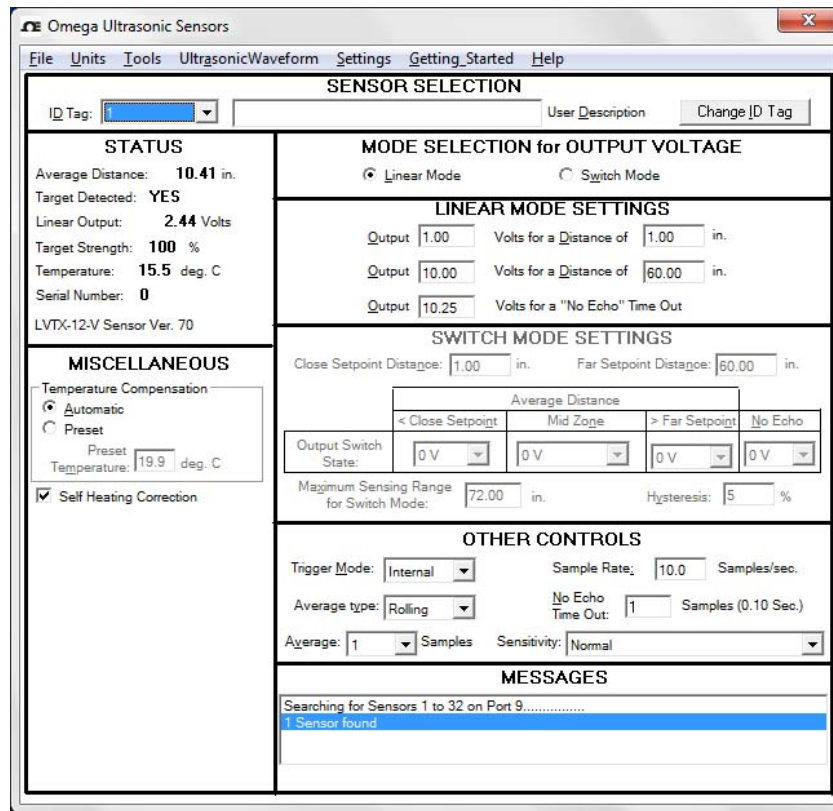 Omega Ultrasonic Sensors
File Units Tools UltrasonicWaveform Settings Getting_Started Help
SENSOR SELECTION
ID Tag: 1 User Description Change ID Tag
STATUS
Average Distance: 10.41 in.
Target Detected: YES
Linear Output: 2.44 Volts
Target Strength: 100 %
Temperature: 15.5 deg. C
Serial Number: 0
LVTX-12-V Sensor Ver. 70
MISCELLANEOUS
Temperature Compensation
Automatic
Preset
Preset
Temperature: 19.9 deg. C
Self Heating Correction
MODE SELECTION for OUTPUT VOLTAGE
Linear Mode Switch Mode
LINEAR MODE SETTINGS
Output 1.00 Volts for a Distance of 1.00 in.
Output 10.00 Volts for a Distance of 60.00 in.
Output 10.25 Volts for a "No Echo" Time Out
SWITCH MODE SETTINGS
Close Setpoint Distance: 1.00 in. Far Setpoint Distance: 60.00 in.
Average Distance
< Close Setpoint Mid Zone > Far Setpoint No Echo
Output Switch
State: 0 V 0 V 0 V 0 V
Maximum Sensing Range
for Switch Mode: 72.00 in. Hysteresis: 5 %
OTHER CONTROLS
Trigger Mode: Internal Sample Rate: 10.0 Samples/sec.
Average type: Rolling No Echo
Time Out: 1 Samples (0.10 Sec.)
Average: 1 Samples Sensitivity: Normal
MESSAGES
Searching for Sensors 1 to 32 on Port 9................
1 Sensor found